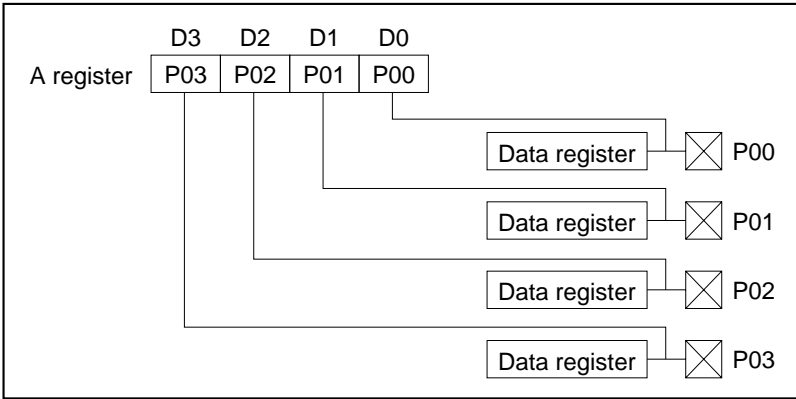 D3 D2 D1 D0
A register P03 P02 P01 P00
Data register P00
Data register P01
Data register P02
Data register P03